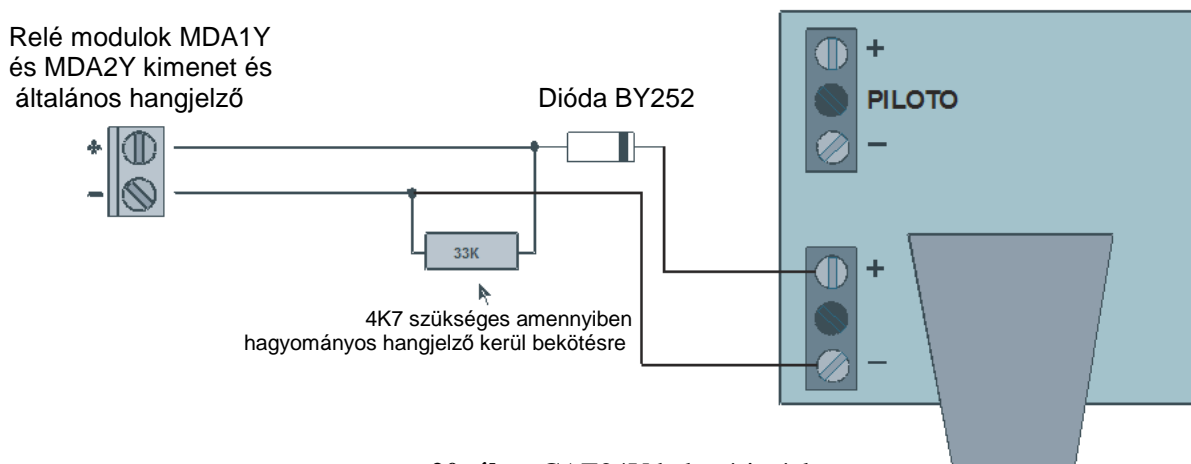 Relé modulok MDA1Y
és MDA2Y kimenet és
általános hangjelző
Dióda BY252
+
PILOTO
−
+
−
33K
+
−
4K7 szükséges amennyiben
hagyományos hangjelző kerül bekötésre